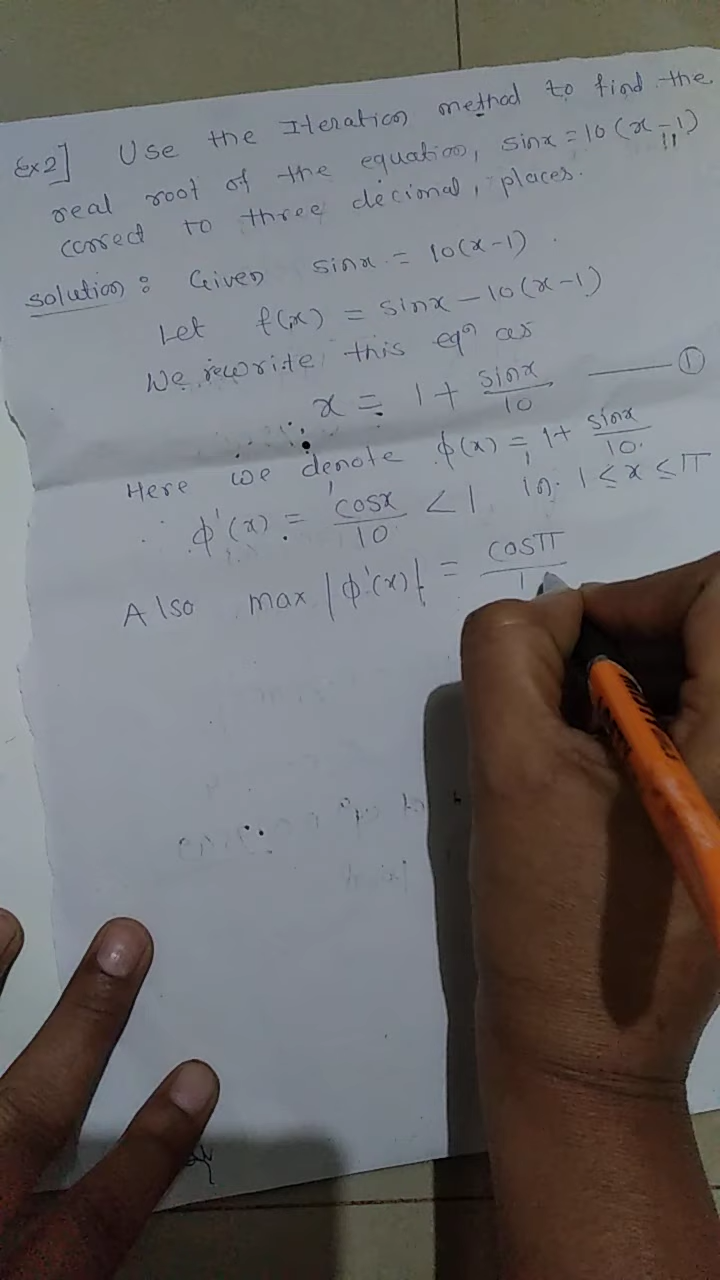 Ex2] Use the Iteration method to find the
real root of the equation, sinx = 10(x-1)
correct to three decimal, places.
solution: Given sinx = 10(x-1).
Let f(x) = sinx - 10(x-1)
We rewrite this eqn as
x = 1 + sinx/10 —— ①
Here we denote ϕ(x) = 1 + sinx/10.
∴ ϕ'(x) = cosx/10 < 1 in 1 ≤ x ≤ π
Also max |ϕ'(x)| = cosπ/1